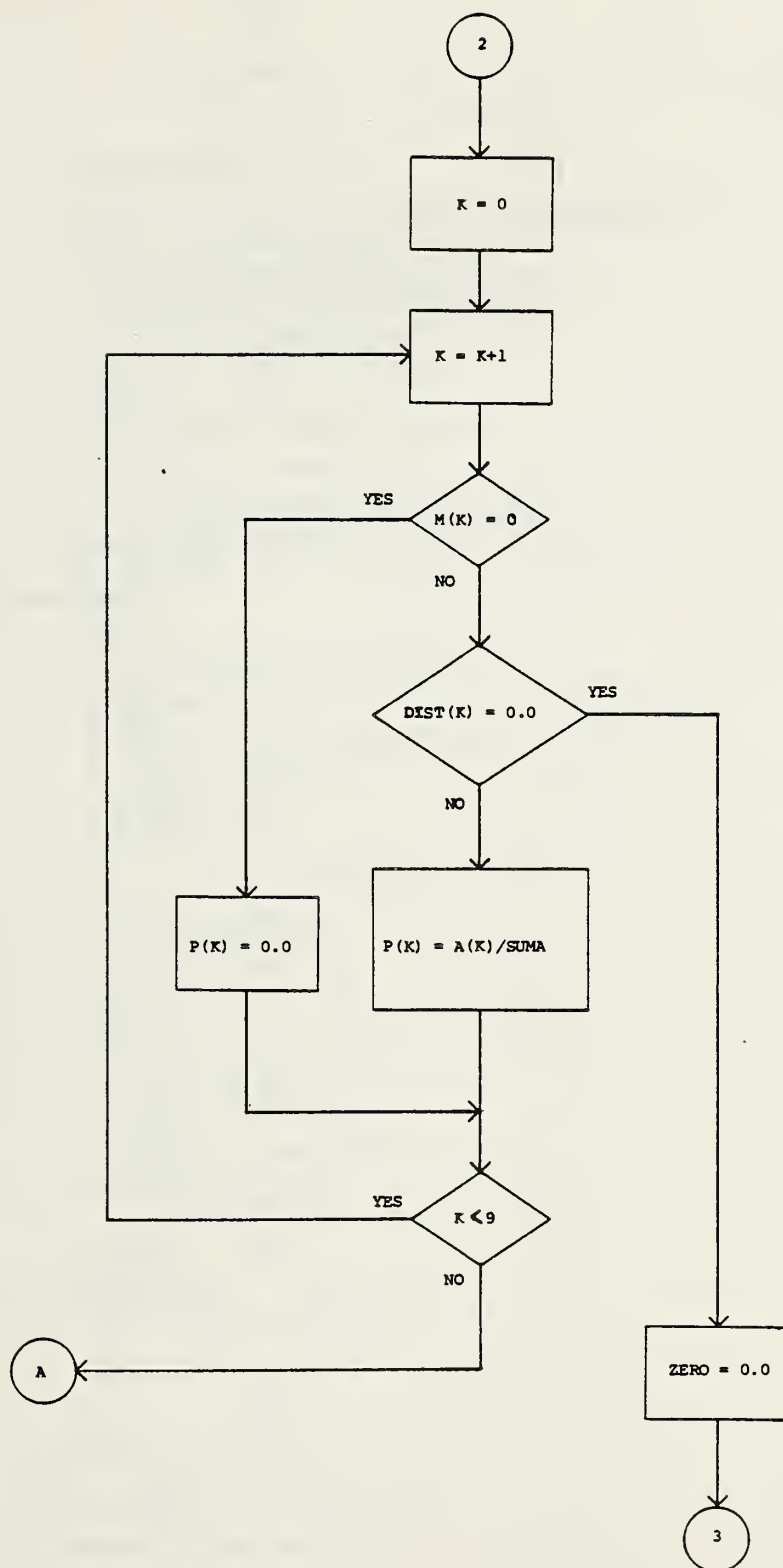 2
K = 0
K = K+1
YES
M(K) = 0
NO
YES
DIST(K) = 0.0
NO
P(K) = 0.0
P(K) = A(K)/SUMA
YES
K < 9
NO
A
ZERO = 0.0
3